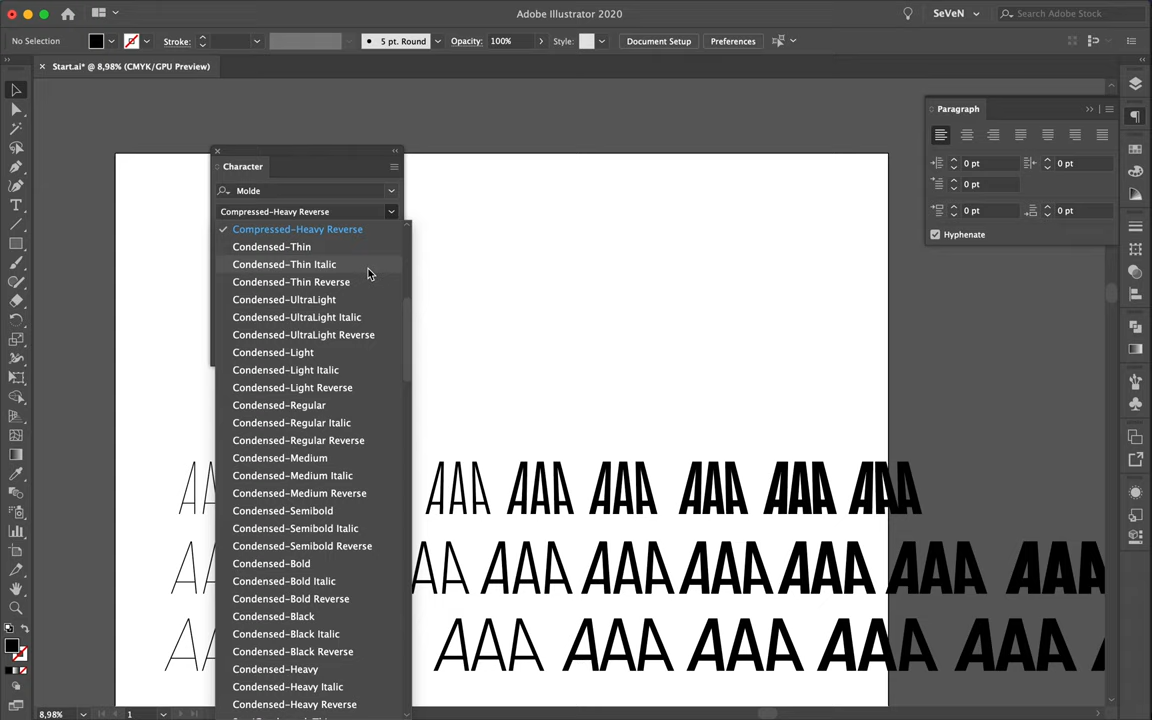 Adobe Illustrator 2020
SeVeN
Search Adobe Stock
No Selection
Stroke:
5 pt. Round
Opacity: 100%
Style:
Document Setup
Preferences
Start.ai* @ 8,98% (CMYK/GPU Preview)
Character
Molde
Compressed-Heavy Reverse
Compressed-Heavy Reverse
Condensed-Thin
Condensed-Thin Italic
Condensed-Thin Reverse
Condensed-UltraLight
Condensed-UltraLight Italic
Condensed-UltraLight Reverse
Condensed-Light
Condensed-Light Italic
Condensed-Light Reverse
Condensed-Regular
Condensed-Regular Italic
Condensed-Regular Reverse
Condensed-Medium
Condensed-Medium Italic
Condensed-Medium Reverse
Condensed-Semibold
Condensed-Semibold Italic
Condensed-Semibold Reverse
Condensed-Bold
Condensed-Bold Italic
Condensed-Bold Reverse
Condensed-Black
Condensed-Black Italic
Condensed-Black Reverse
Condensed-Heavy
Condensed-Heavy Italic
Condensed-Heavy Reverse
Paragraph
0 pt 0 pt
0 pt
0 pt 0 pt
Hyphenate
AA AAA AAA AAA AAA AAA AAA
AA AA AAA AAA AAA AAA AAA
AA AAA AAA AAA AAA AAA
8,98% 1